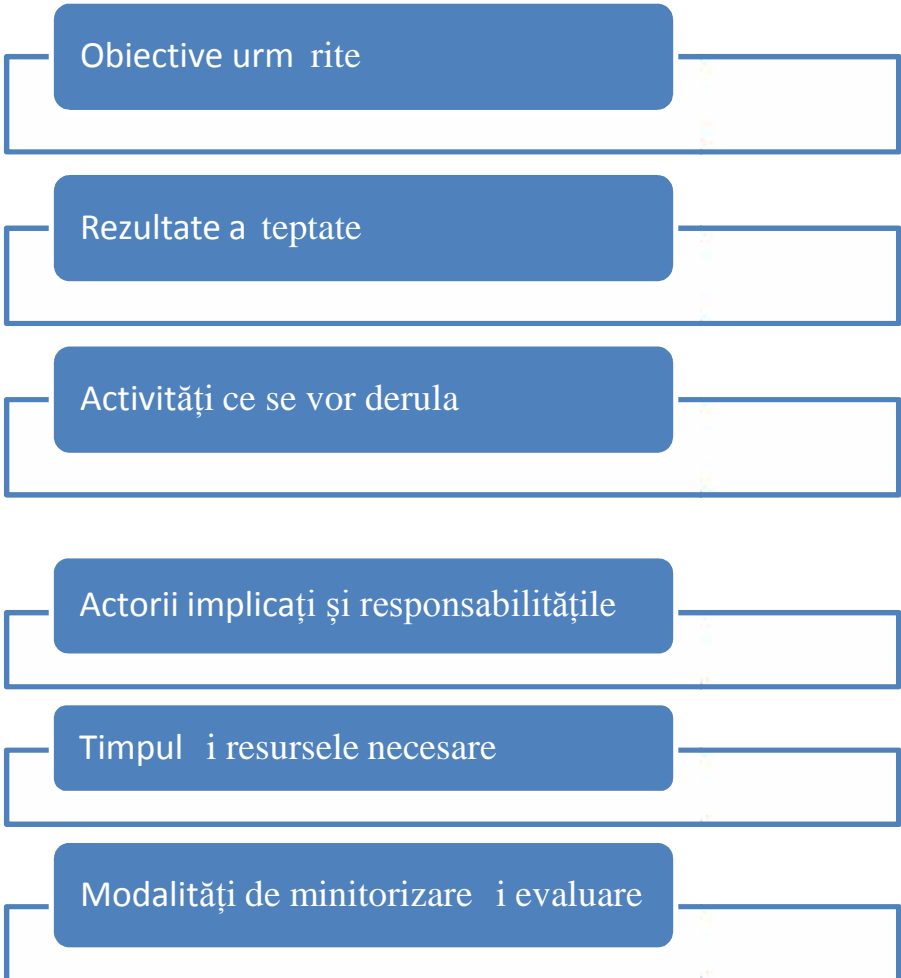 Obiective urm rite
Rezultate a teptate
Activități ce se vor derula
Actorii implicați și responsabilitățile
Timpul i resursele necesare
Modalități de minitorizare i evaluare